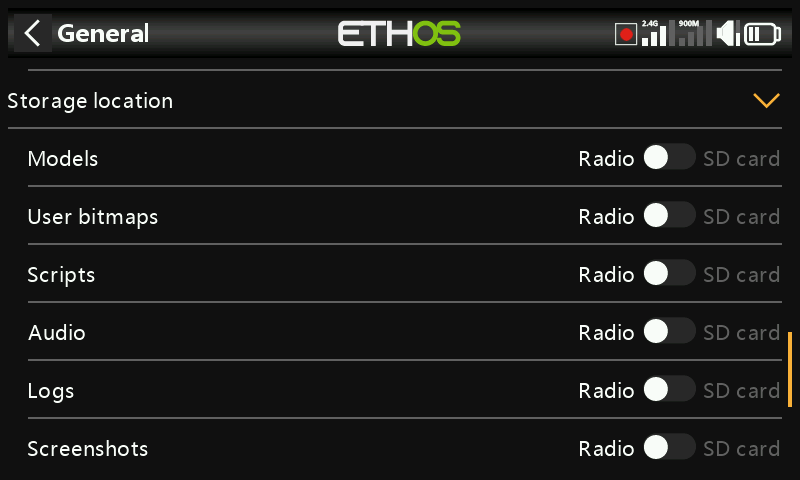 General
ETHOS
2.4G
900M
Storage location
Models Radio SD card
User bitmaps Radio SD card
Scripts Radio SD card
Audio Radio SD card
Logs Radio SD card
Screenshots Radio SD card